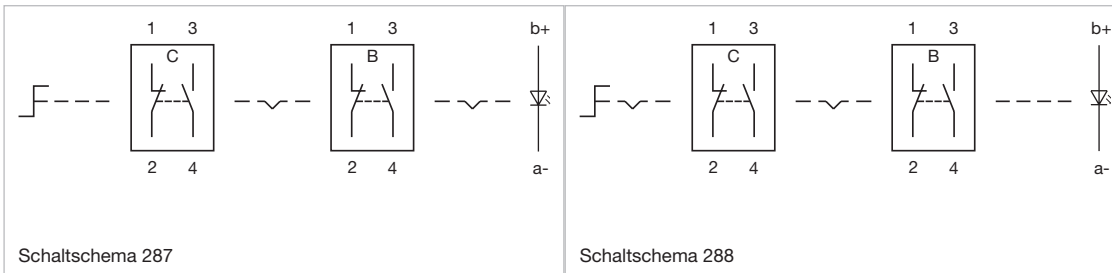 1 3 1 3 b+
C B
2 4 2 4 a-
Schaltschema 287
1 3 1 3 b+
C B
2 4 2 4 a-
Schaltschema 288